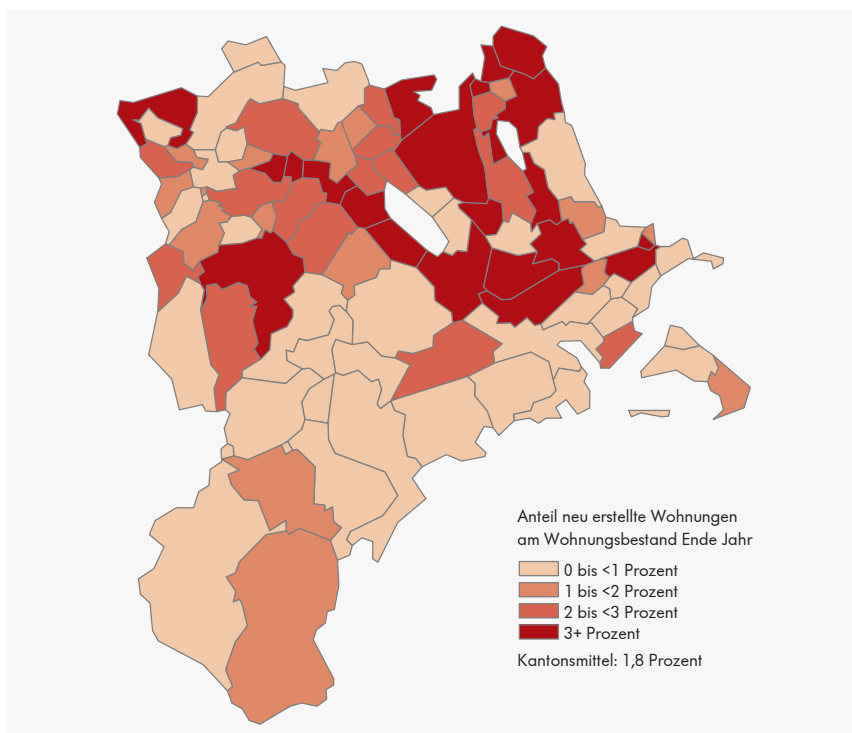 Anteil neu erstellte Wohnungen
am Wohnungsbestand Ende Jahr
0 bis <1 Prozent
1 bis <2 Prozent
2 bis <3 Prozent
3+ Prozent
Kantonsmittel: 1,8 Prozent